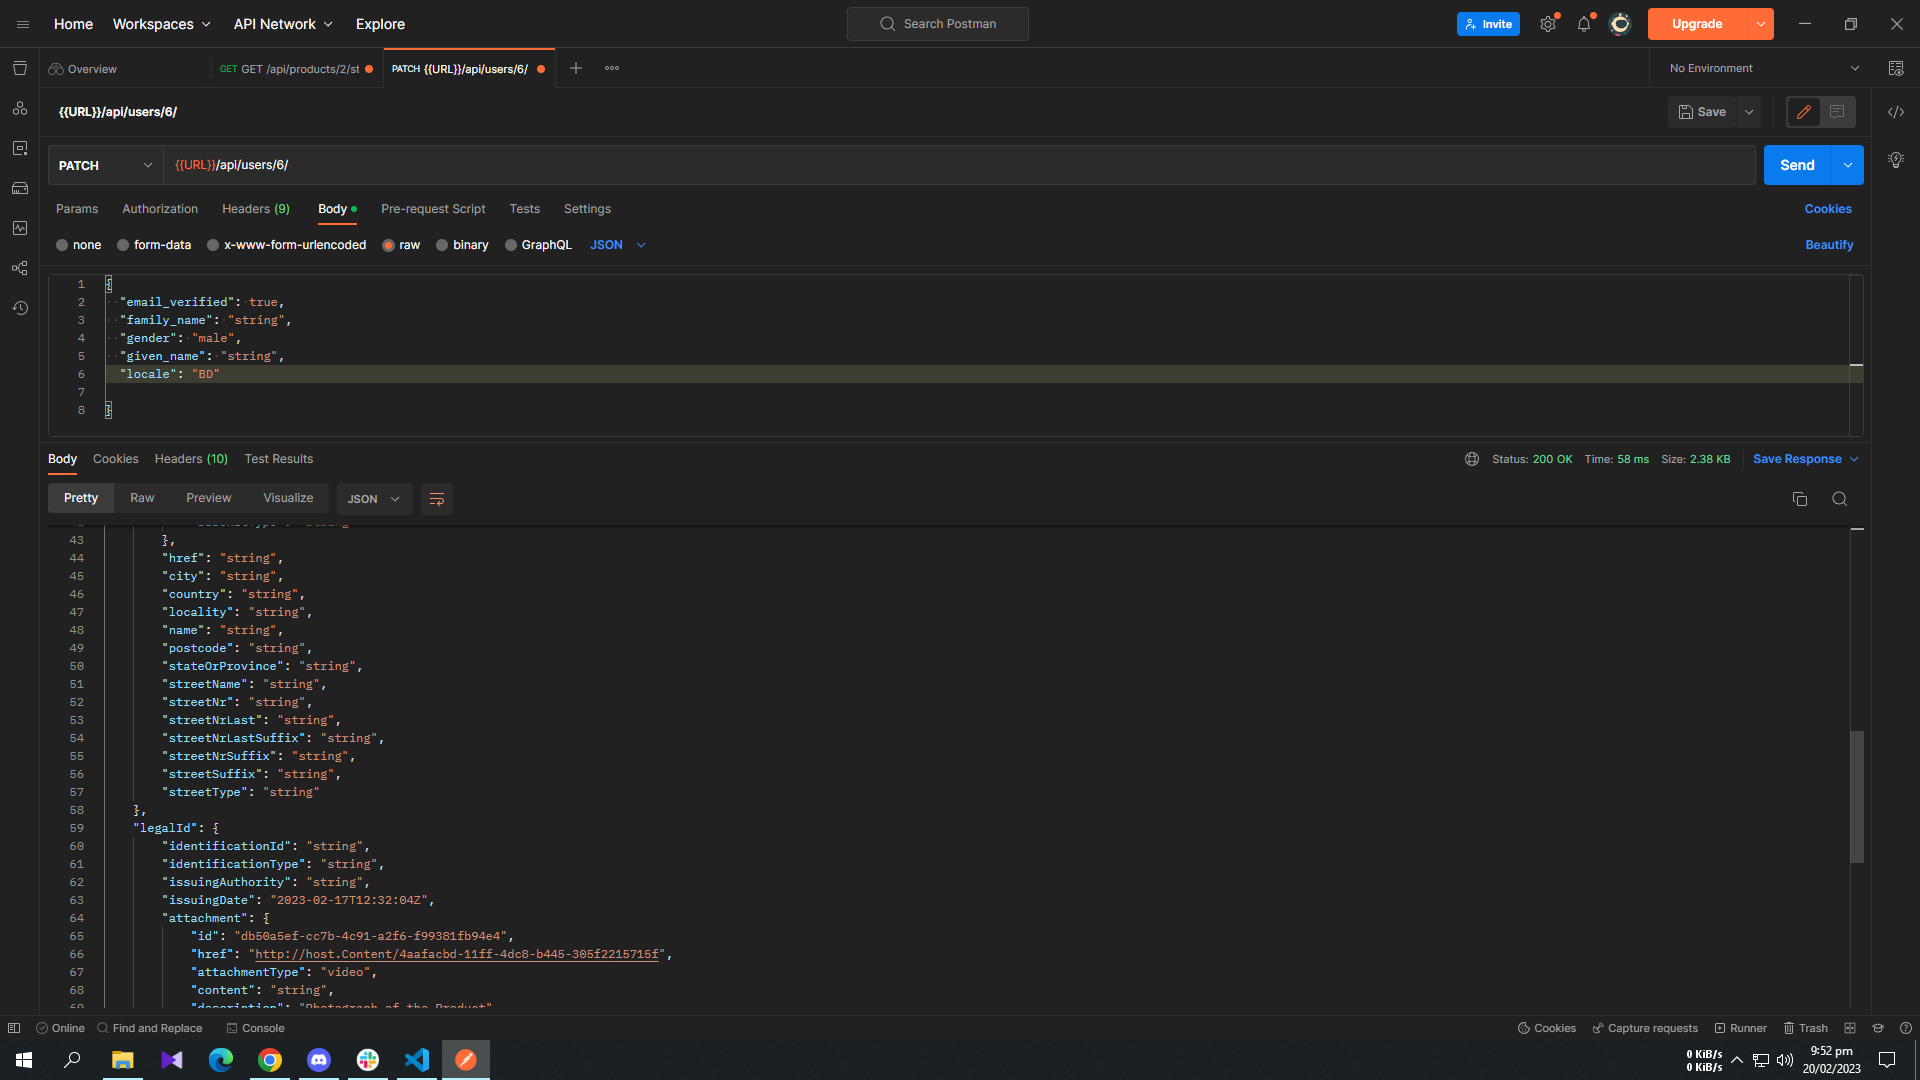 Home Workspaces API Network Explore Search Postman Invite Upgrade
Overview GET GET /api/products/2/st PATCH {{URL}}/api/users/6/ No Environment
{{URL}}/api/users/6/ Save
PATCH {{URL}}/api/users/6/ Send
Params Authorization Headers (9) Body Pre-request Script Tests Settings Cookies
none form-data x-www-form-urlencoded raw binary GraphQL JSON Beautify
1 {
2 "email_verified": true,
3 "family_name": "string",
4 "gender": "male",
5 "given_name": "string",
6 "locale": "BD"
7
8 }
Body Cookies Headers (10) Test Results Status: 200 OK Time: 58 ms Size: 2.38 KB Save Response
Pretty Raw Preview Visualize JSON
43 },
44 "href": "string",
45 "city": "string",
46 "country": "string",
47 "locality": "string",
48 "name": "string",
49 "postcode": "string",
50 "stateOrProvince": "string",
51 "streetName": "string",
52 "streetNr": "string",
53 "streetNrLast": "string",
54 "streetNrLastSuffix": "string",
55 "streetNrSuffix": "string",
56 "streetSuffix": "string",
57 "streetType": "string"
58 },
59 "legalId": {
60 "identificationId": "string",
61 "identificationType": "string",
62 "issuingAuthority": "string",
63 "issuingDate": "2023-02-17T12:32:04Z",
64 "attachment": {
65 "id": "db50a5ef-cc7b-4c91-a2f6-f99381fb94e4",
66 "href": "http://host.Content/4aafacbd-11ff-4dc8-b445-305f2215715f",
67 "attachmentType": "video",
68 "content": "string",
69 "description": "Photograph of the Product"
Online Find and Replace Console Cookies Capture requests Runner Trash
0 KiB/s
0 KiB/s
9:52 pm
20/02/2023